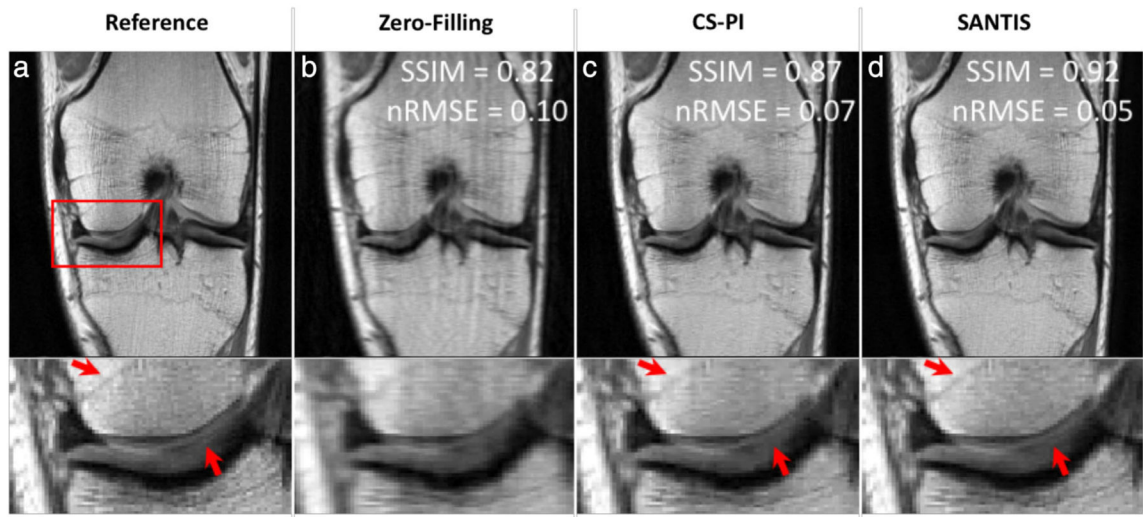 Reference Zero-Filling CS-PI SANTIS
a b SSIM = 0.82 c SSIM = 0.87 d SSIM = 0.92
nRMSE = 0.10 nRMSE = 0.07 nRMSE = 0.05